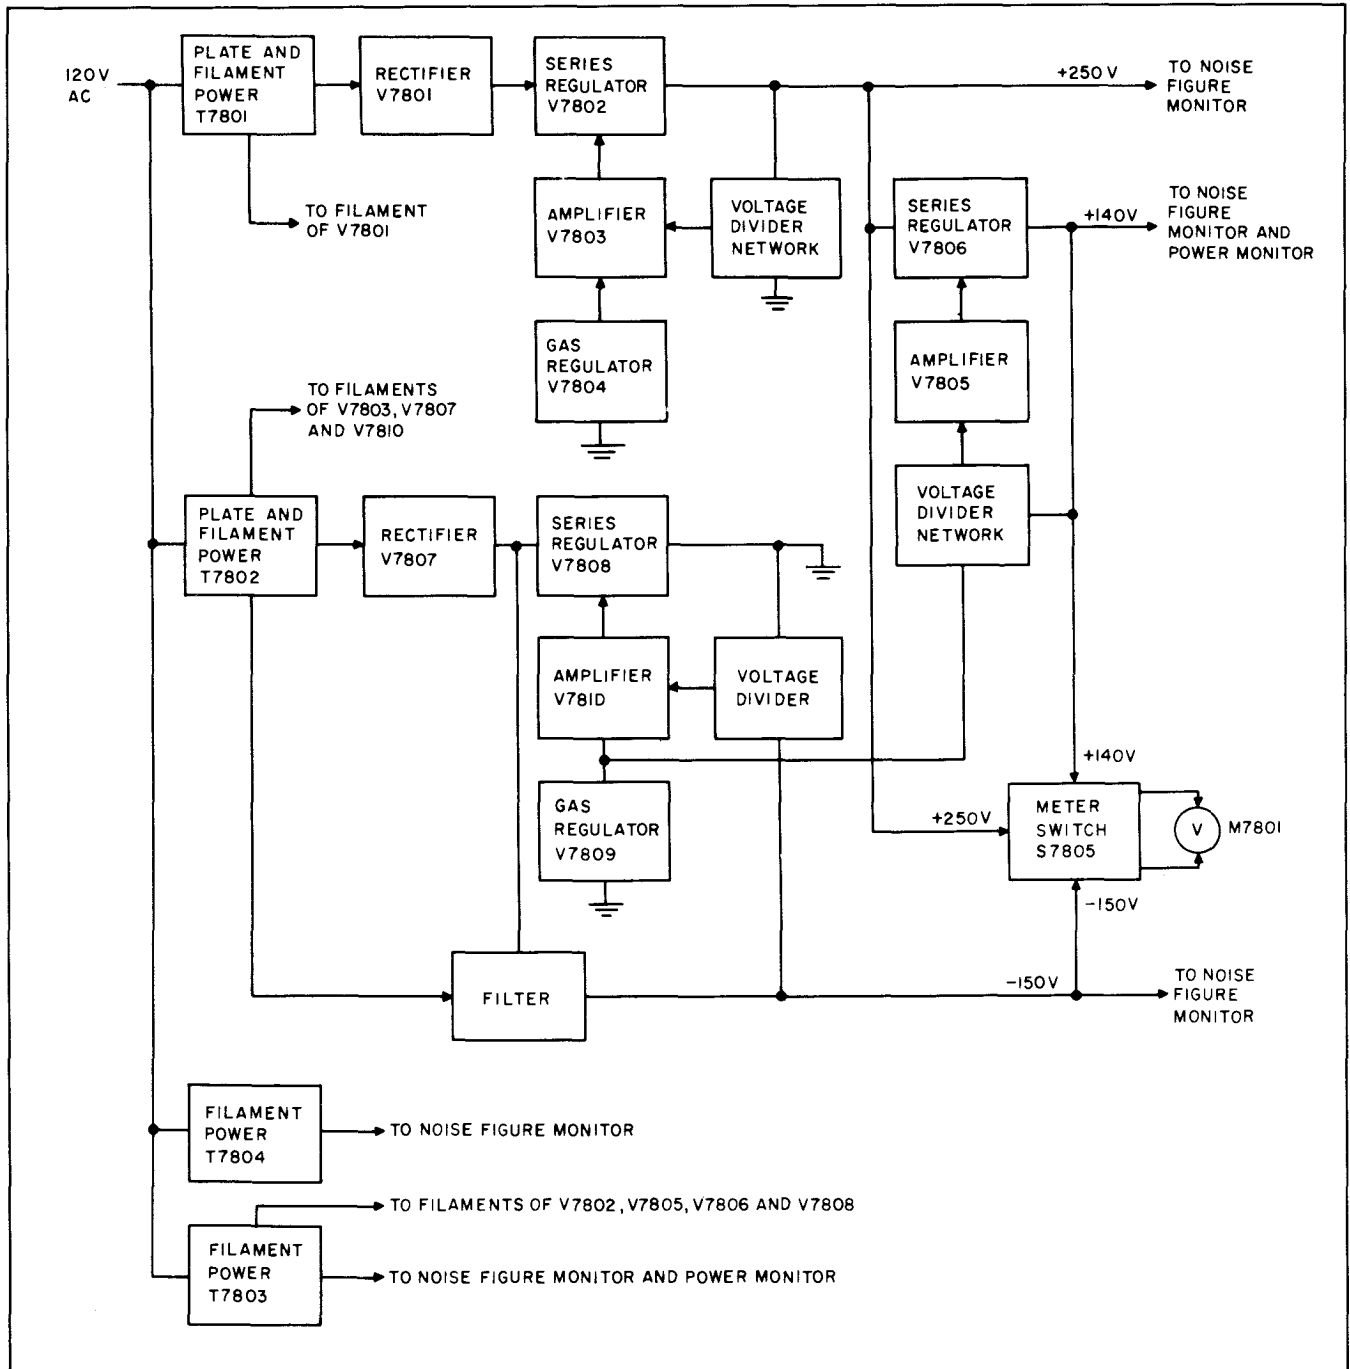 120V
AC
PLATE AND
FILAMENT
POWER
T7801
RECTIFIER
V7801
SERIES
REGULATOR
V7802
+250V
TO NOISE
FIGURE
MONITOR
TO FILAMENT
OF V7801
AMPLIFIER
V7803
VOLTAGE
DIVIDER
NETWORK
SERIES
REGULATOR
V7806
+140V
TO NOISE
FIGURE
MONITOR AND
POWER MONITOR
GAS
REGULATOR
V7804
AMPLIFIER
V7805
TO FILAMENTS
OF V7803, V7807
AND V7810
VOLTAGE
DIVIDER
NETWORK
PLATE AND
FILAMENT
POWER
T7802
RECTIFIER
V7807
SERIES
REGULATOR
V7808
AMPLIFIER
V781D
VOLTAGE
DIVIDER
+140V
GAS
REGULATOR
V7809
+250V
METER
SWITCH
S7805
V
M7801
-150V
FILTER
-150V
TO NOISE
FIGURE
MONITOR
FILAMENT
POWER
T7804
TO NOISE FIGURE MONITOR
TO FILAMENTS OF V7802, V7805, V7806 AND V7808
FILAMENT
POWER
T7803
TO NOISE FIGURE MONITOR AND POWER MONITOR